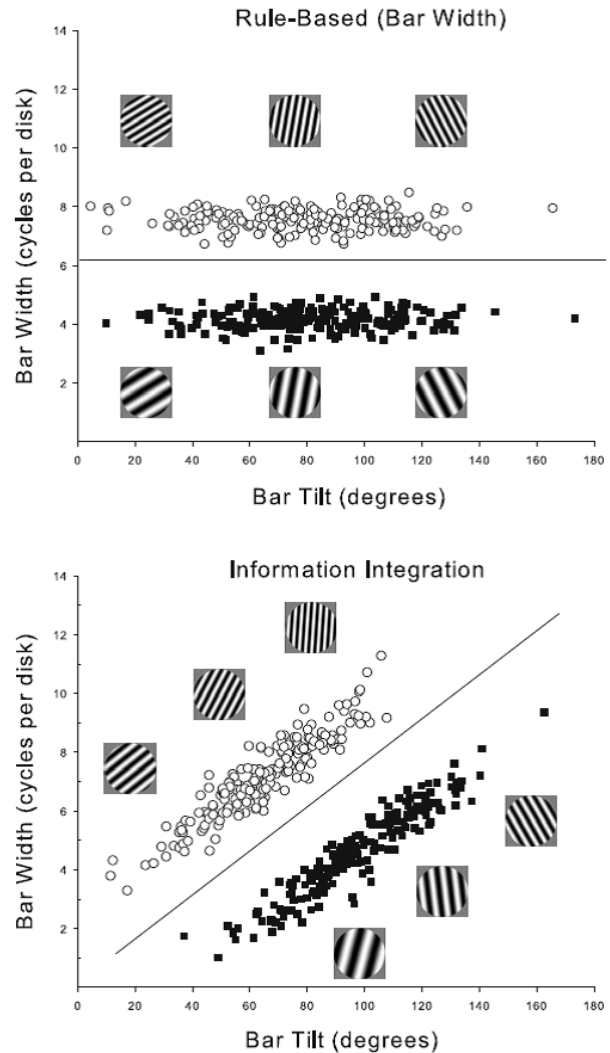 Rule-Based (Bar Width)
14
12
10
8
6
4
2
Bar Width (cycles per disk)
0 20 40 60 80 100 120 140 160 180
Bar Tilt (degrees)
Information Integration
14
12
10
8
6
4
2
Bar Width (cycles per disk)
0 20 40 60 80 100 120 140 160 180
Bar Tilt (degrees)